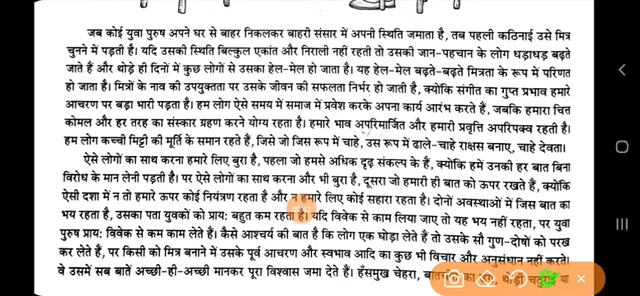 जब कोई युवा पुरुष अपने घर से बाहर निकलकर बाहरी संसार में अपनी स्थिति जमाता है, तब पहली कठिनाई उसे मित्र
चुनने में पड़ती है। यदि उसकी स्थिति बिल्कुल एकांत और निराली नहीं रहती तो उसकी जान-पहचान के लोग धड़ाधड़ बढ़ते
जाते हैं और थोड़े ही दिनों में कुछ लोगों से उसका हेल-मेल हो जाता है। यह हेल-मेल बढ़ते-बढ़ते मित्रता के रूप में परिणत
हो जाता है। मित्रों के नाव की उपयुक्तता पर उसके जीवन की सफलता निर्भर हो जाती है, क्योंकि संगीत का गुप्त प्रभाव हमारे
आचरण पर बड़ा भारी पड़ता है। हम लोग ऐसे समय में समाज में प्रवेश करके अपना कार्य आरंभ करते हैं, जबकि हमारा चित्त
कोमल और हर तरह का संस्कार ग्रहण करने योग्य रहता है। हमारे भाव अपरिमार्जित और हमारी प्रवृत्ति अपरिपक्व रहती है।
हम लोग कच्ची मिट्टी की मूर्ति के समान रहते हैं, जिसे जो जिस रूप में चाहे, उस रूप में ढाले-चाहे राक्षस बनाए, चाहे देवता।
ऐसे लोगों का साथ करना हमारे लिए बुरा है, पहला जो हमसे अधिक दृढ़ संकल्प के हैं, क्योंकि हमें उनकी हर बात बिना
विरोध के मान लेनी पड़ती है। पर ऐसे लोगों का साथ करना और भी बुरा है, दूसरा जो हमारी ही बात को ऊपर रखते हैं, क्योंकि
ऐसी दशा में न तो हमारे ऊपर कोई नियंत्रण रहता है और न हमारे लिए कोई सहारा रहता है। दोनों अवस्थाओं में जिस बात का
भय रहता है, उसका पता युवकों को प्रायः बहुत कम रहता है। यदि विवेक से काम लिया जाए तो यह भय नहीं रहता, पर युवा
पुरुष प्रायः विवेक से कम काम लेते हैं। कैसे आश्चर्य की बात है कि लोग एक घोड़ा लेते हैं तो उसके सौ गुण-दोषों को परख
कर लेते हैं, पर किसी को मित्र बनाने में उसके पूर्व आचरण और स्वभाव आदि का कुछ भी विचार और अनुसंधान नहीं करते।
वे उसमें सब बातें अच्छी-ही-अच्छी मानकर पूरा विश्वास जमा देते हैं। हँसमुख चेहरा, का थोड़ी चतुराई या